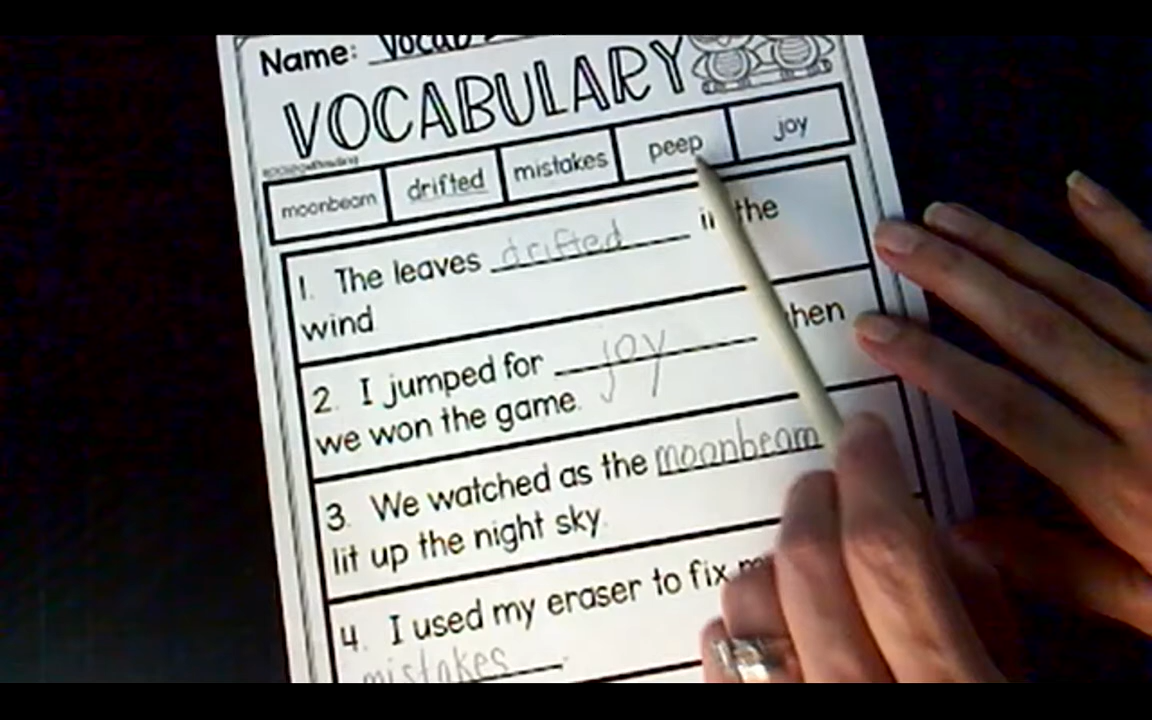 Name: Vocab
VOCABULARY
moonbeam drifted mistakes peep joy
1. The leaves drifted in the
wind
2. I jumped for joy when
we won the game.
3. We watched as the moonbeam
lit up the night sky.
4. I used my eraser to fix
mistakes.